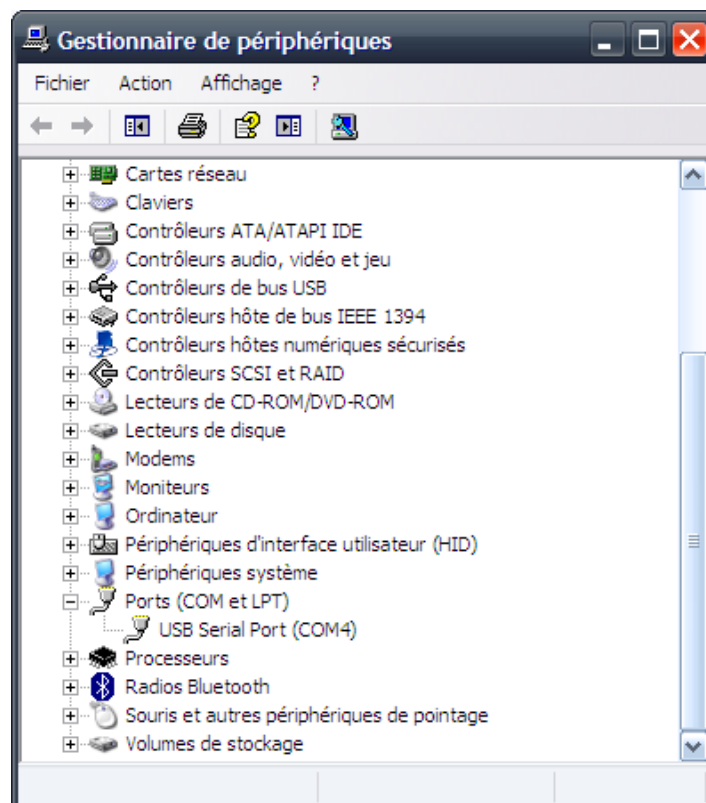 Gestionnaire de périphériques
Fichier Action Affichage ?
Cartes réseau
Claviers
Contrôleurs ATA/ATAPI IDE
Contrôleurs audio, vidéo et jeu
Contrôleurs de bus USB
Contrôleurs hôte de bus IEEE 1394
Contrôleurs hôtes numériques sécurisés
Contrôleurs SCSI et RAID
Lecteurs de CD-ROM/DVD-ROM
Lecteurs de disque
Modems
Moniteurs
Ordinateur
Périphériques d'interface utilisateur (HID)
Périphériques système
Ports (COM et LPT)
USB Serial Port (COM4)
Processeurs
Radios Bluetooth
Souris et autres périphériques de pointage
Volumes de stockage